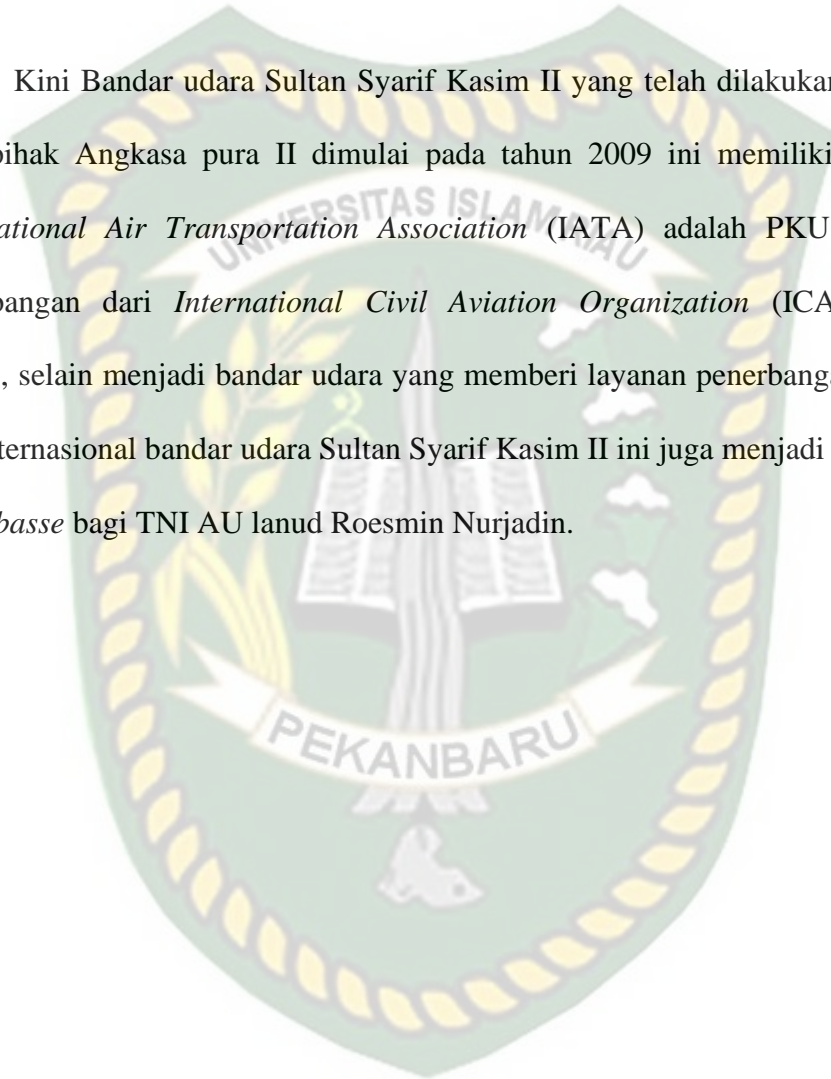 Kini Bandar udara Sultan Syarif Kasim II yang telah dilakukan
pihak Angkasa pura II dimulai pada tahun 2009 ini memiliki
ational Air Transportation Association (IATA) adalah PKU
bangan dari International Civil Aviation Organization (ICA
, selain menjadi bandar udara yang memberi layanan penerbanga
ternasional bandar udara Sultan Syarif Kasim II ini juga menjadi
basse bagi TNI AU lanud Roesmin Nurjadin.
UNIVERSITAS ISLAM RIAU
PEKANBARU